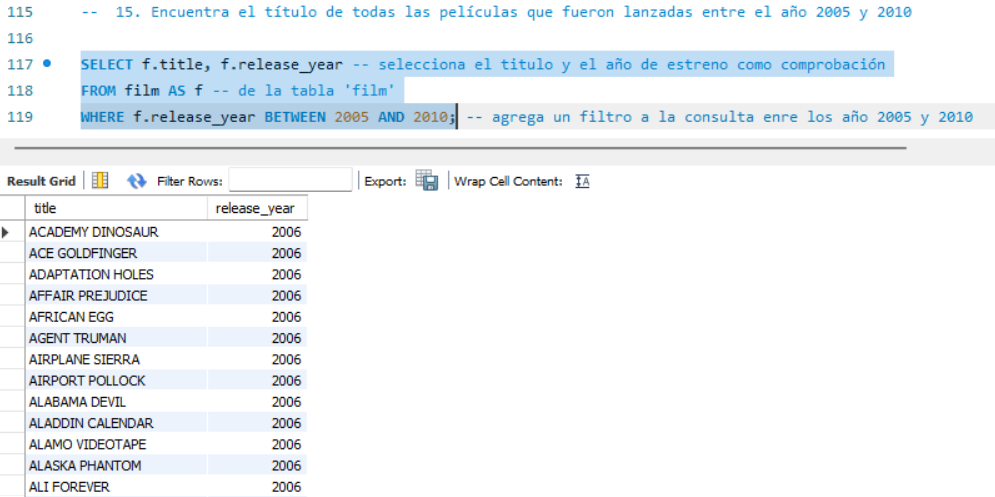 115 -- 15. Encuentra el título de todas las películas que fueron lanzadas entre el año 2005 y 2010
116
117 SELECT f.title, f.release_year -- selecciona el titulo y el año de estreno como comprobación
118 FROM film AS f -- de la tabla 'film'
119 WHERE f.release_year BETWEEN 2005 AND 2010; -- agrega un filtro a la consulta enre los año 2005 y 2010
Result Grid Filter Rows: Export: Wrap Cell Content:
title release_year
ACADEMY DINOSAUR 2006
ACE GOLDFINGER 2006
ADAPTATION HOLES 2006
AFFAIR PREJUDICE 2006
AFRICAN EGG 2006
AGENT TRUMAN 2006
AIRPLANE SIERRA 2006
AIRPORT POLLOCK 2006
ALABAMA DEVIL 2006
ALADDIN CALENDAR 2006
ALAMO VIDEOTAPE 2006
ALASKA PHANTOM 2006
ALI FOREVER 2006